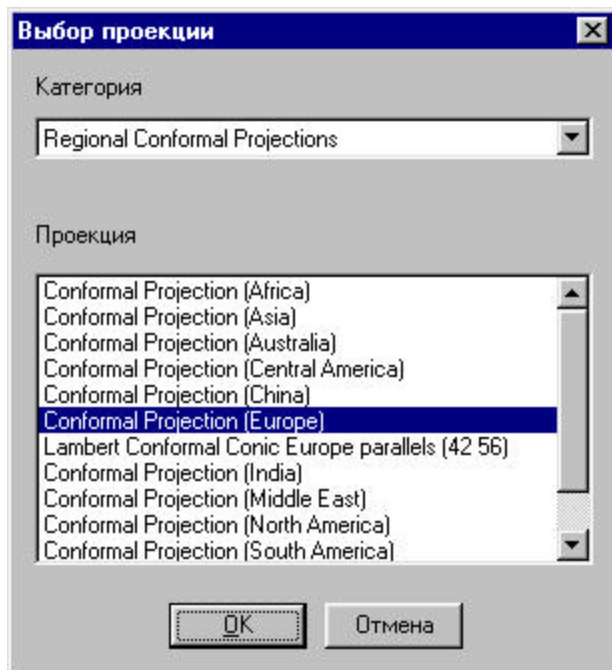 Выбор проекции
Категория
Regional Conformal Projections
Проекция
Conformal Projection (Africa)
Conformal Projection (Asia)
Conformal Projection (Australia)
Conformal Projection (Central America)
Conformal Projection (China)
Conformal Projection (Europe)
Lambert Conformal Conic Europe parallels (42 56)
Conformal Projection (India)
Conformal Projection (Middle East)
Conformal Projection (North America)
Conformal Projection (South America)
OK
Отмена